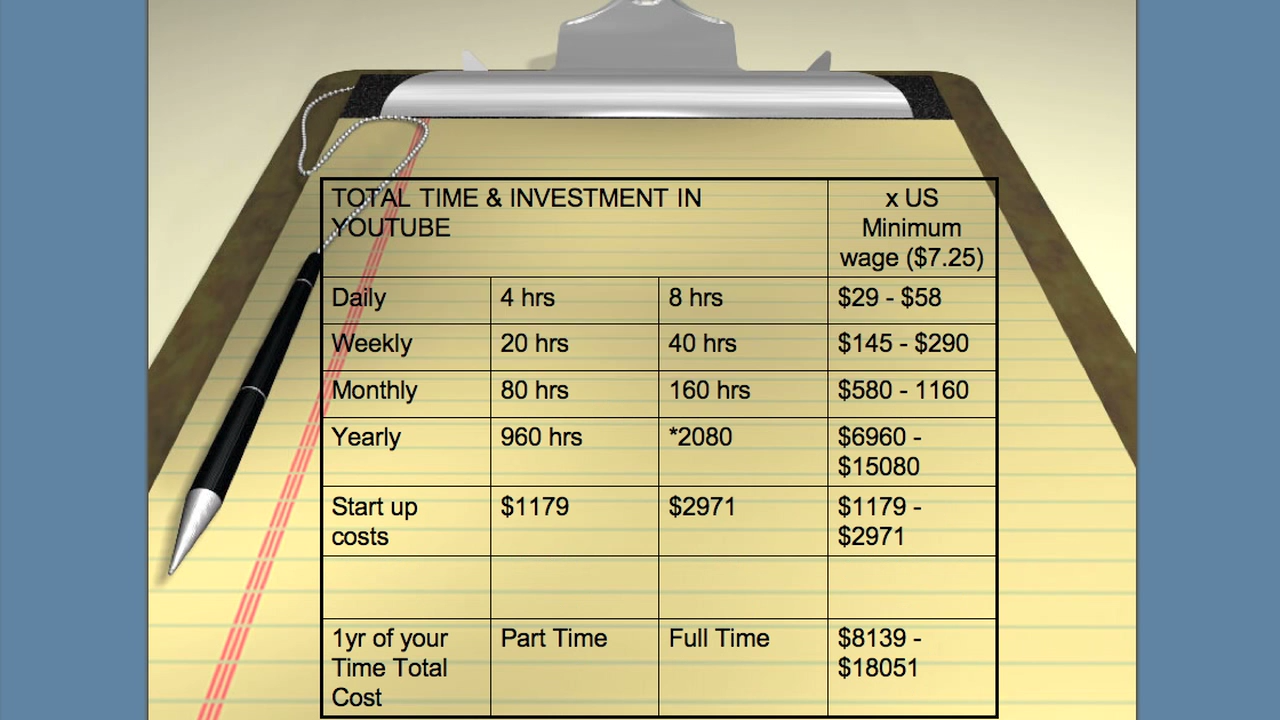 TOTAL TIME & INVESTMENT IN
YOUTUBE
x US
Minimum
wage ($7.25)
Daily 4 hrs 8 hrs $29 - $58
Weekly 20 hrs 40 hrs $145 - $290
Monthly 80 hrs 160 hrs $580 - 1160
Yearly 960 hrs *2080 $6960 -
$15080
Start up
costs
$1179
$2971
$1179 -
$2971
1yr of your
Time Total
Cost
Part Time
Full Time
$8139 -
$18051